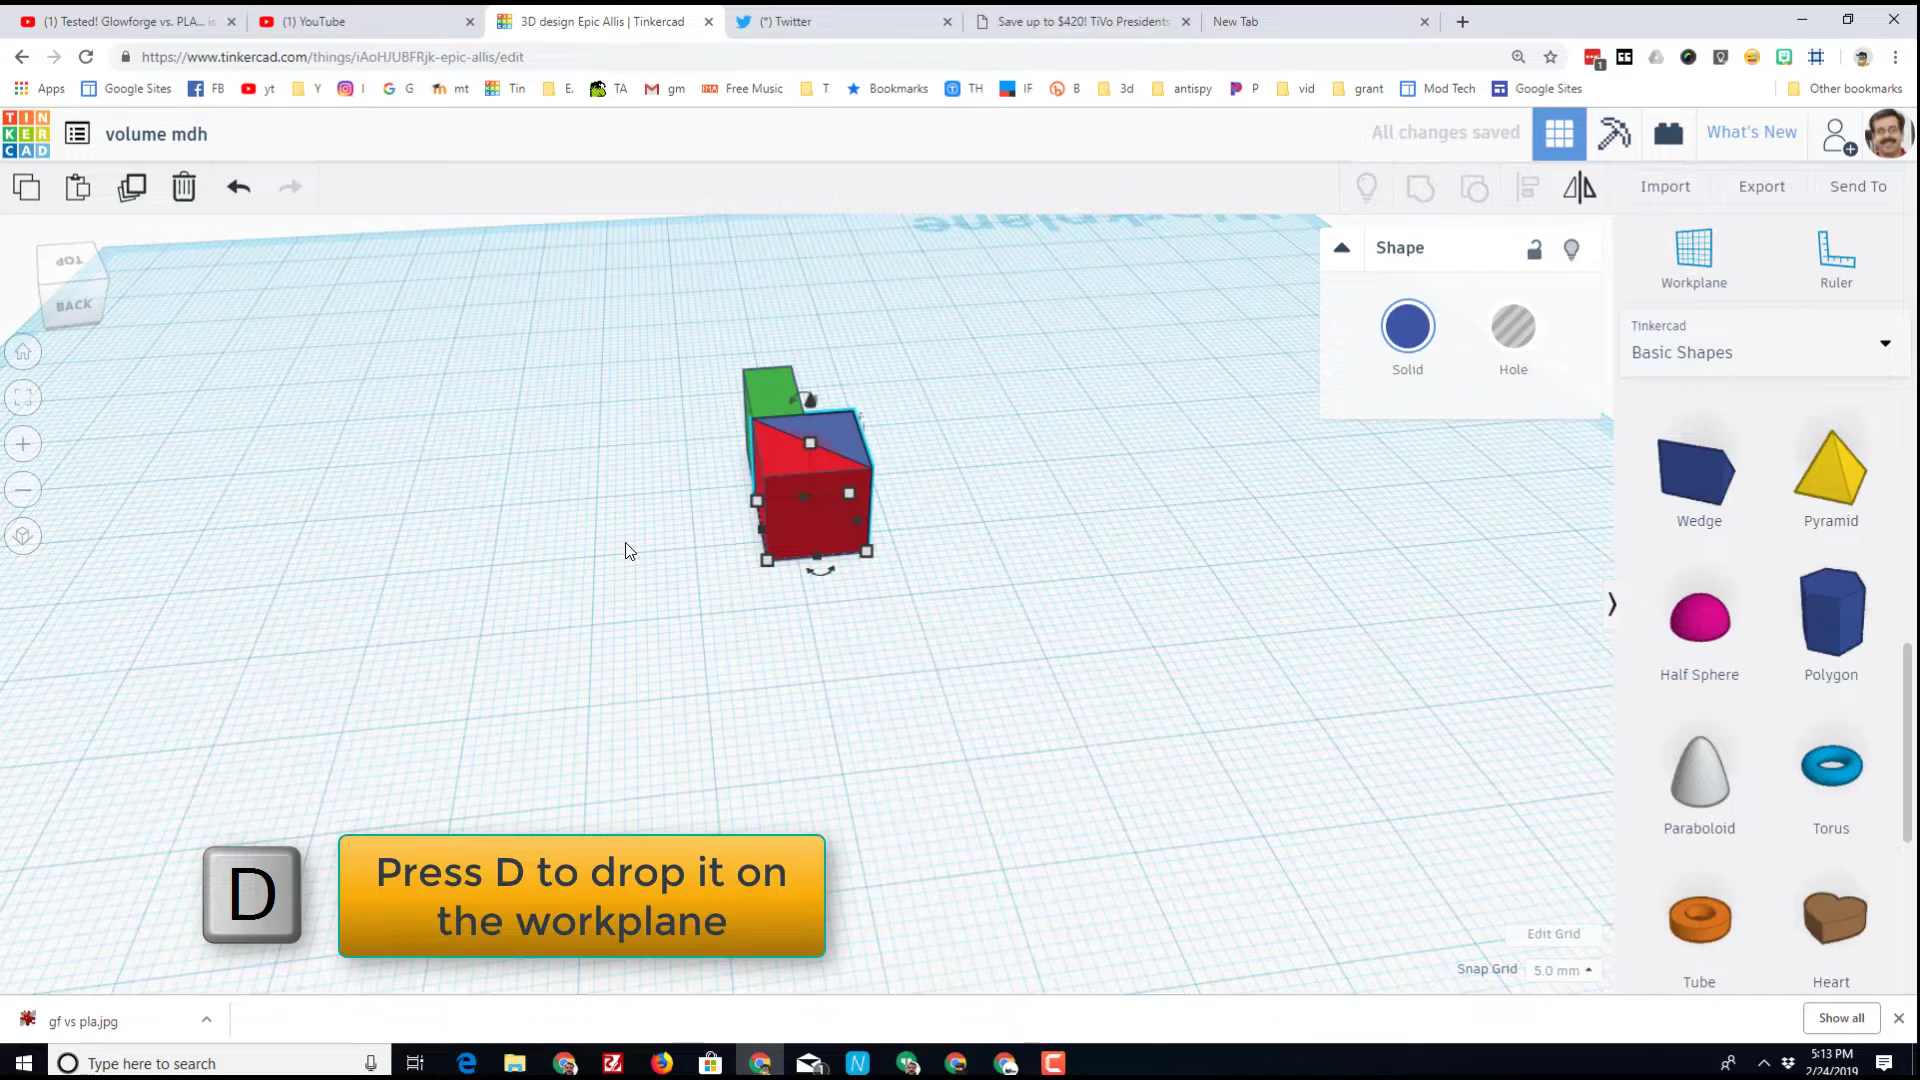 (1) Tested! Glowforge vs. PLA...
(1) YouTube
3D design Epic Allis | Tinkercad
(*) Twitter
Save up to $420! TiVo Presidents
New Tab
https://www.tinkercad.com/things/iAoHJUBFRjk-epic-allis/edit
1
Apps
Google Sites
FB
yt
Y
I
G
mt
Tin
E.
TA
gm
Free Music
T
Bookmarks
TH
IF
B
3d
antispy
P
vid
grant
Mod Tech
Google Sites
Other bookmarks
TIN
KER
CAD
volume mdh
All changes saved
What's New
Import
Export
Send To
TOP
BACK
Workplane
Shape
Solid
Hole
Workplane
Ruler
Tinkercad
Basic Shapes
Wedge
Pyramid
Half Sphere
Polygon
Paraboloid
Torus
Tube
Heart
D
Press D to drop it on
the workplane
Edit Grid
Snap Grid 5.0 mm
gf vs pla.jpg
Show all
Type here to search
5:13 PM
2/24/2019